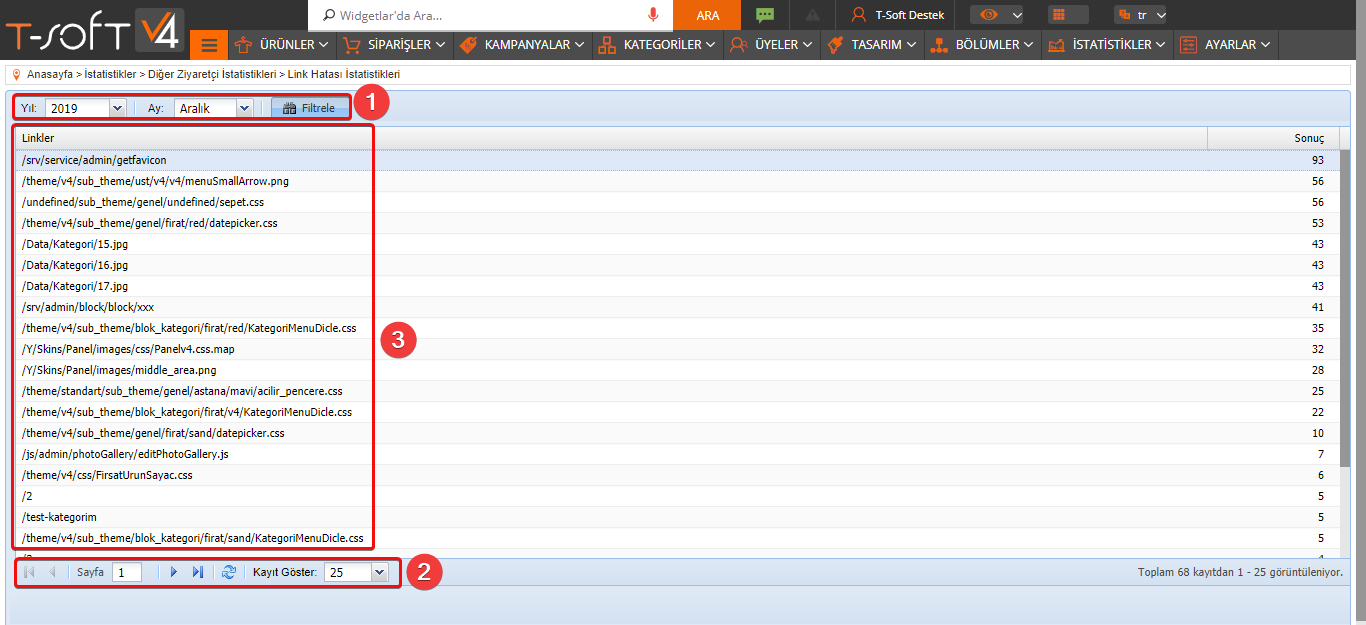 T-SOFT V4
Widgetlar'da Ara...
ARA
T-Soft Destek
tr
ÜRÜNLER
SİPARİŞLER
KAMPANYALAR
KATEGORİLER
ÜYELER
TASARIM
BÖLÜMLER
İSTATİSTİKLER
AYARLAR
Anasayfa > İstatistikler > Diğer Ziyaretçi İstatistikleri > Link Hatası İstatistikleri
Yıl: 2019 Ay: Aralık Filtrele 1
Linkler Sonuç
/srv/service/admin/getfavicon 93
/theme/v4/sub_theme/ust/v4/v4/menuSmallArrow.png 56
/undefined/sub_theme/genel/undefined/sepet.css 56
/theme/v4/sub_theme/genel/firat/red/datepicker.css 53
/Data/Kategori/15.jpg 43
/Data/Kategori/16.jpg 43
/Data/Kategori/17.jpg 43
/srv/admin/block/block/xxx 41
/theme/v4/sub_theme/blok_kategori/firat/red/KategoriMenuDicle.css 35
3
/Y/Skins/Panel/images/css/Panelv4.css.map 32
/Y/Skins/Panel/images/middle_area.png 28
/theme/standart/sub_theme/genel/astana/mavi/acilir_pencere.css 25
/theme/v4/sub_theme/blok_kategori/firat/v4/KategoriMenuDicle.css 22
/theme/v4/sub_theme/genel/firat/sand/datepicker.css 10
/js/admin/photoGallery/editPhotoGallery.js 7
/theme/v4/css/FirsatUrunSayac.css 6
/2 5
/test-kategorim 5
/theme/v4/sub_theme/blok_kategori/firat/sand/KategoriMenuDicle.css 5
Sayfa 1 Kayıt Göster: 25 2 Toplam 68 kayıtdan 1 - 25 görüntüleniyor.